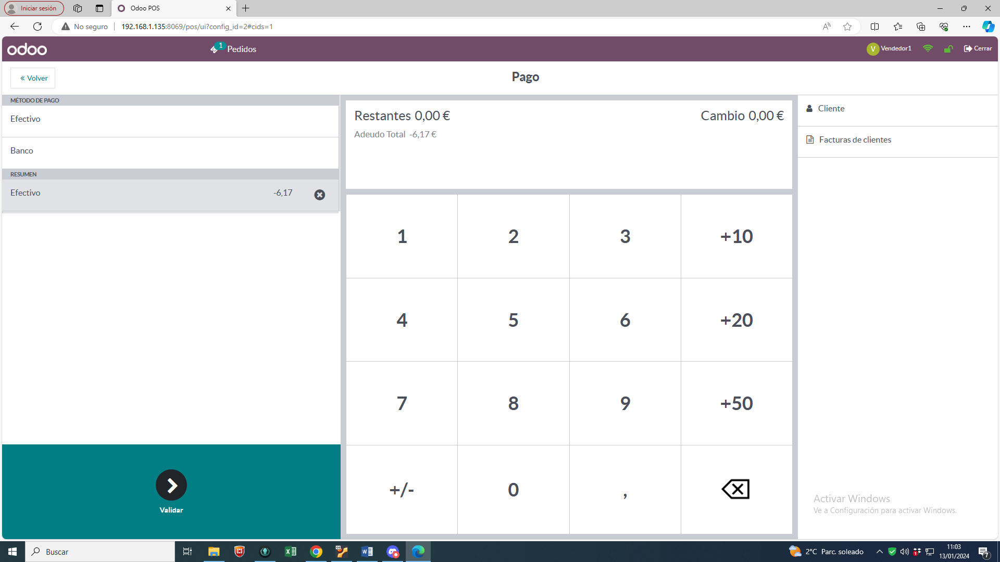 Iniciar sesión
Odoo POS
No seguro
192.168.1.135:8069/pos/ui?config_id=2#cids=1
odoo
1
Pedidos
V
Vendedor1
Cerrar
« Volver
Pago
MÉTODO DE PAGO
Efectivo
Banco
RESUMEN
Efectivo -6,17
Restantes 0,00 €
Cambio 0,00 €
Adeudo Total -6,17 €
Cliente
Facturas de clientes
1 2 3 +10
4 5 6 +20
7 8 9 +50
+/- 0 ,
Validar
Activar Windows
Ve a Configuración para activar Windows.
Buscar
2°C Parc. soleado
11:03
13/01/2024
7